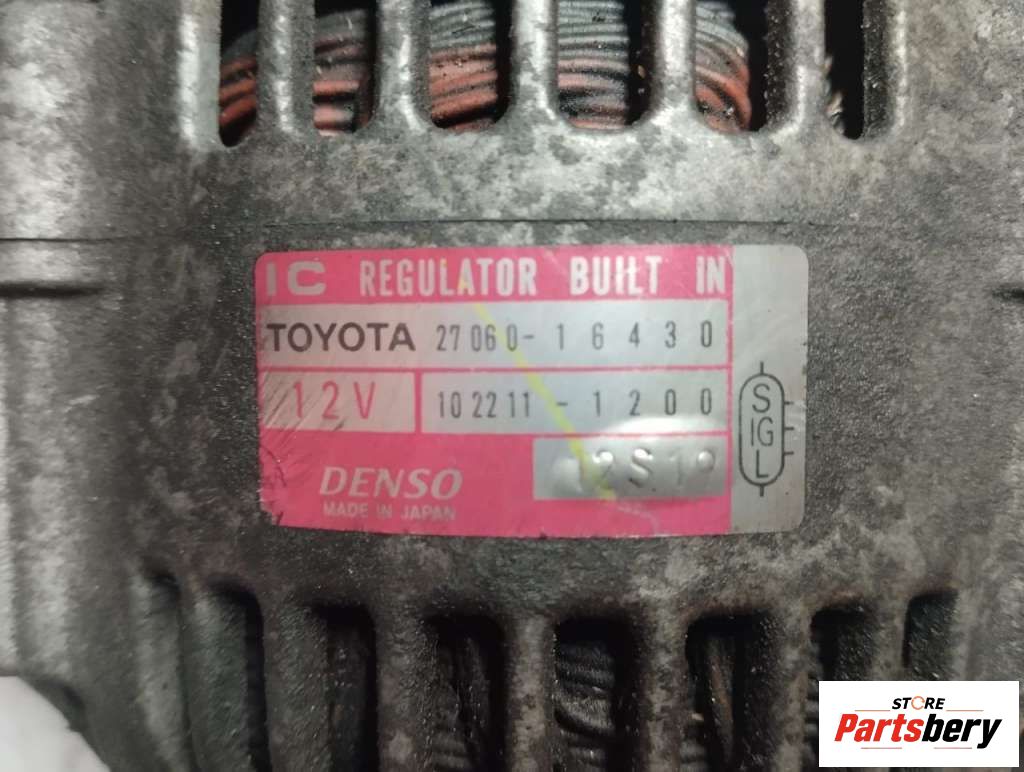 IC REGULATOR BUILT IN
TOYOTA 27060-16430
12V 102211-1200
DENSO
MADE IN JAPAN
S
IG
L
STORE
Partsbery